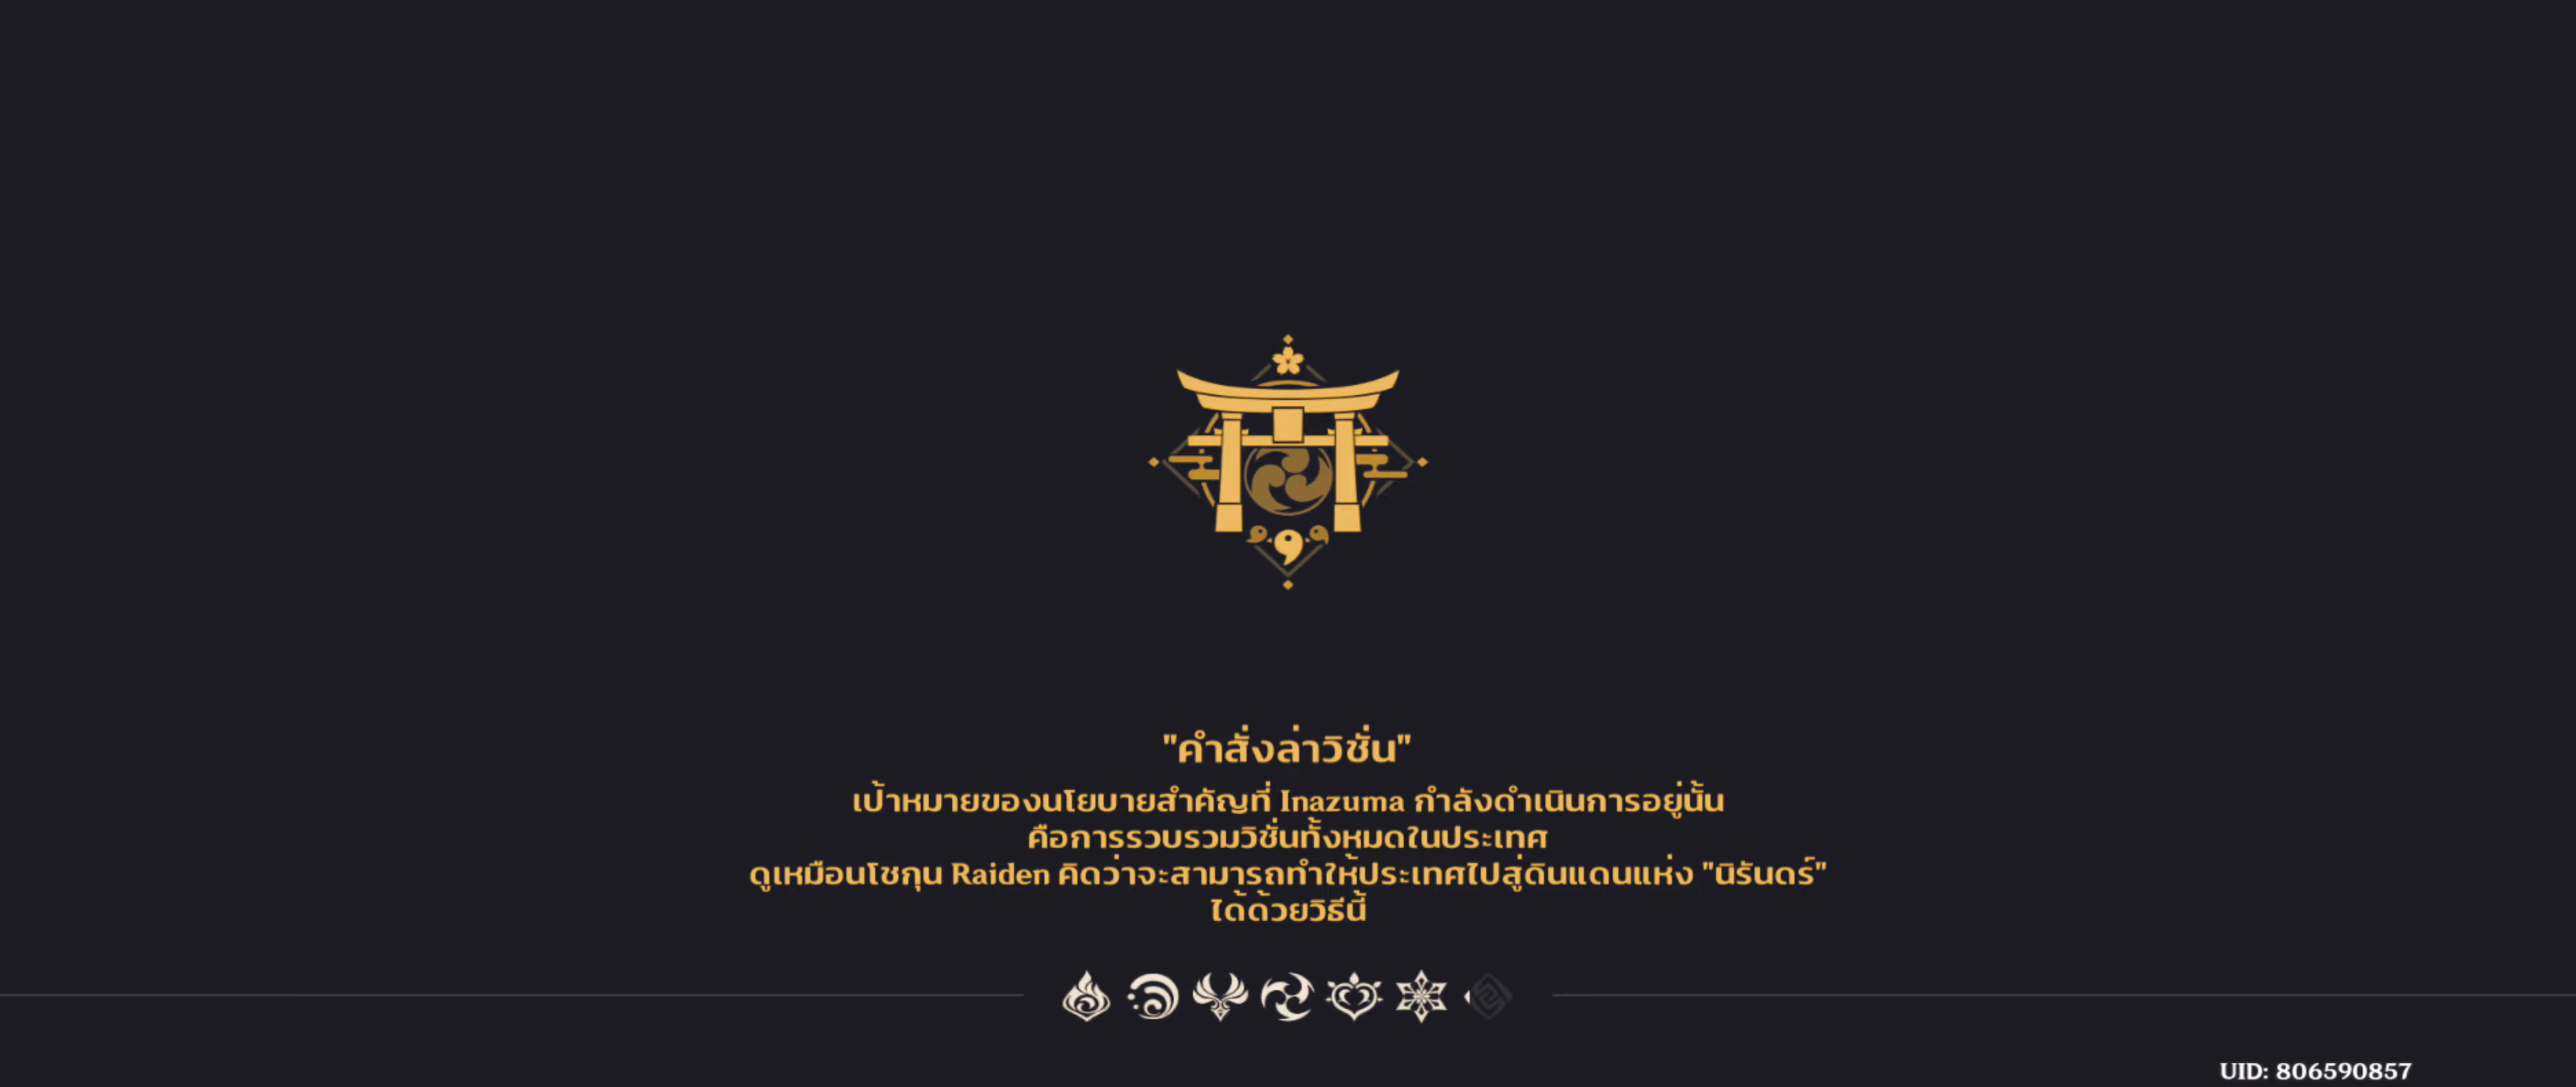 "คำสั่งล่าวิชั่น"
เป้าหมายของนโยบายสำคัญที่ Inazuma กำลังดำเนินการอยู่นั้น
คือการรวบรวมวิชั่นทั้งหมดในประเทศ
ดูเหมือนโชกุน Raiden คิดว่าจะสามารถทำให้ประเทศไปสู่ดินแดนแห่ง "นิรันดร์"
ได้ด้วยวิธีนี้
UID: 806590857